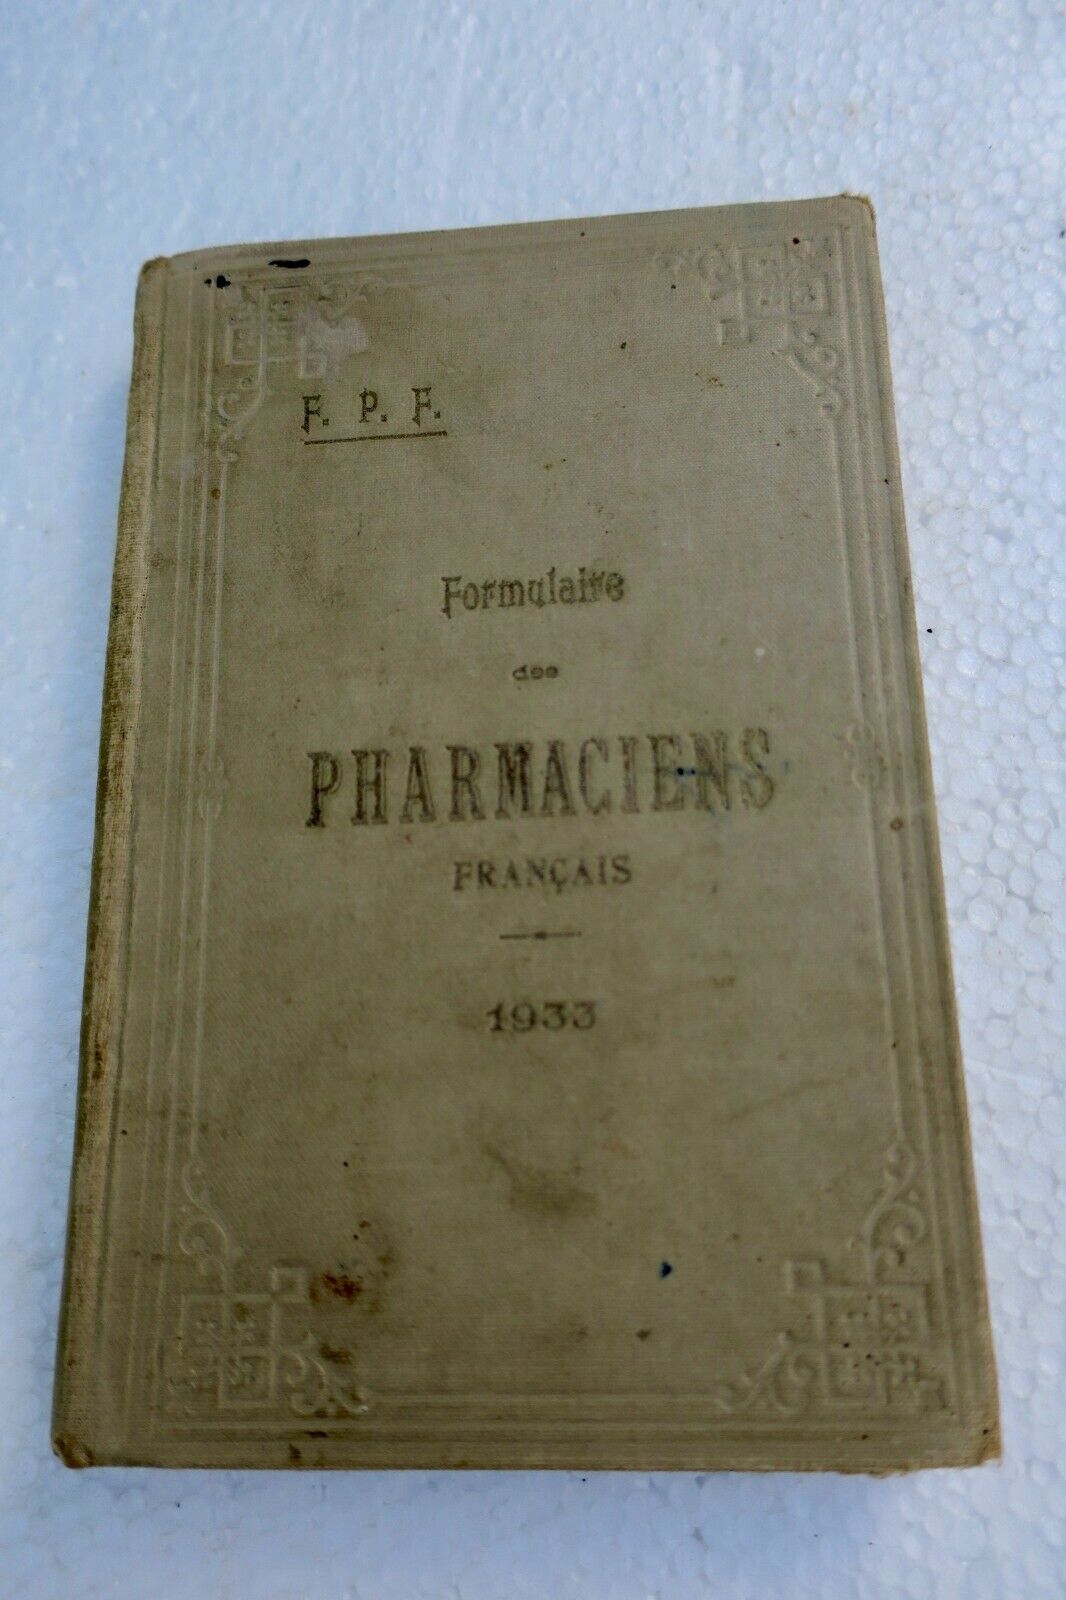 F. P. F.
Formulaire
des
PHARMACIENS
FRANÇAIS
1933